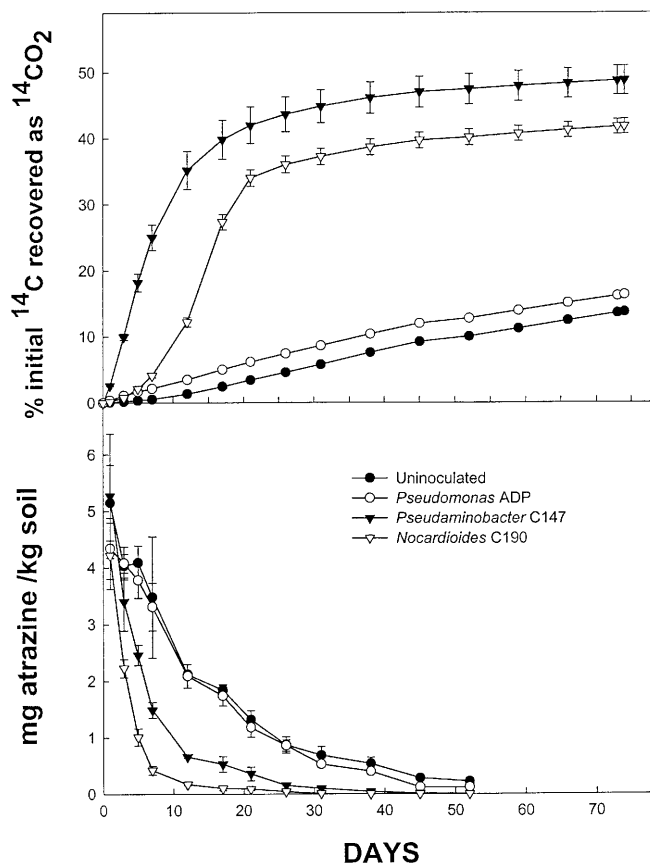 % initial ¹⁴C recovered as ¹⁴CO₂
50
40
30
20
10
0
mg atrazine /kg soil
6
5
4
3
2
1
0
Uninoculated
Pseudomonas ADP
Pseudaminobacter C147
Nocardioides C190
0 10 20 30 40 50 60 70
DAYS